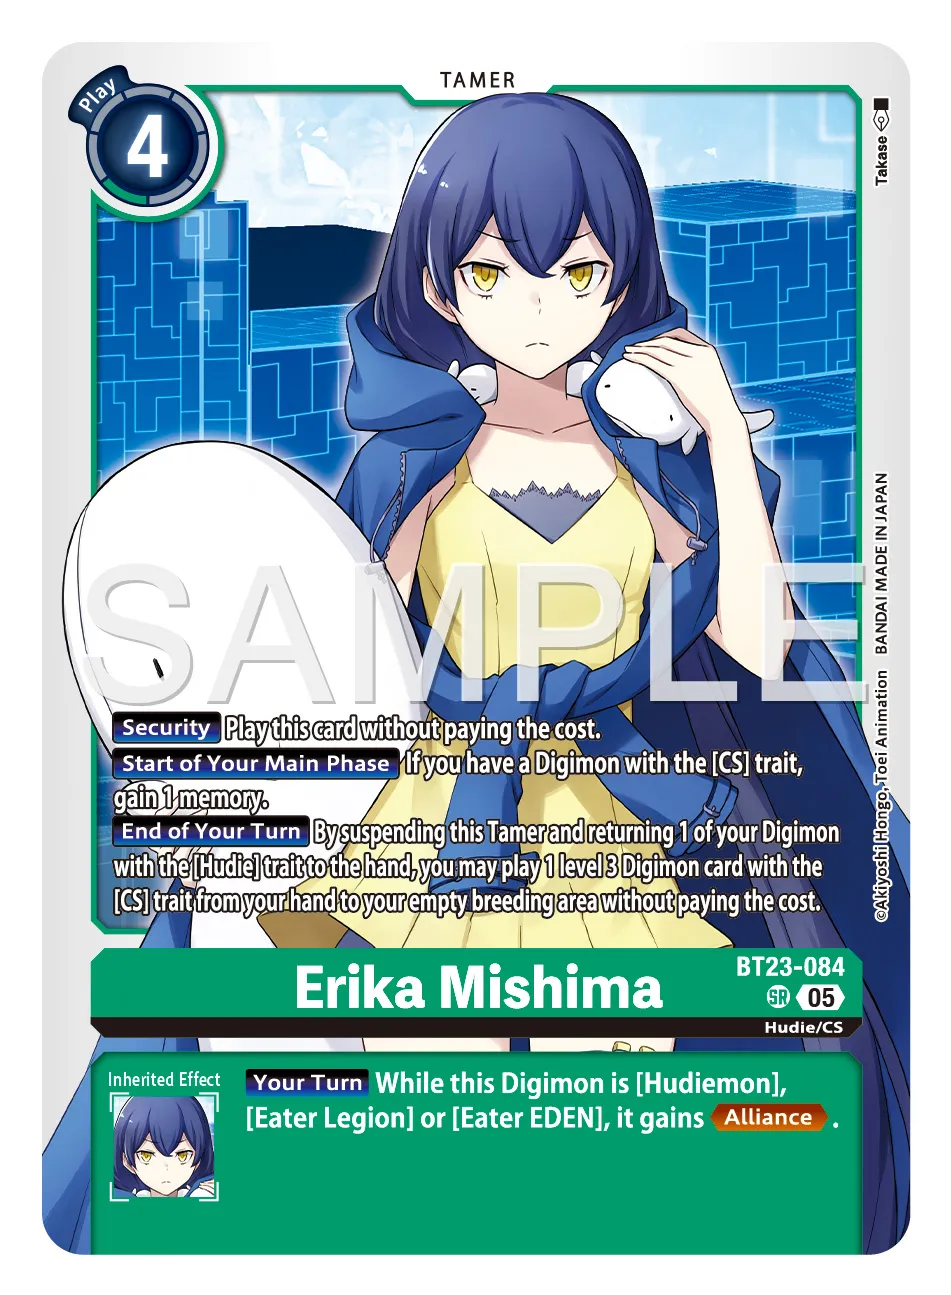 TAMER
Play
4
Takase
SAMPLE
BANDAI MADE IN JAPAN
©Akiyoshi Hongo, Toei Animation
Security Play this card without paying the cost.
Start of Your Main Phase If you have a Digimon with the [CS] trait,
gain 1 memory.
End of Your Turn By suspending this Tamer and returning 1 of your Digimon
with the [Hudie] trait to the hand, you may play 1 level 3 Digimon card with the
[CS] trait from your hand to your empty breeding area without paying the cost.
Erika Mishima
BT23-084
SR 05
Hudie/CS
Inherited Effect
Your Turn While this Digimon is [Hudiemon],
[Eater Legion] or [Eater EDEN], it gains Alliance.